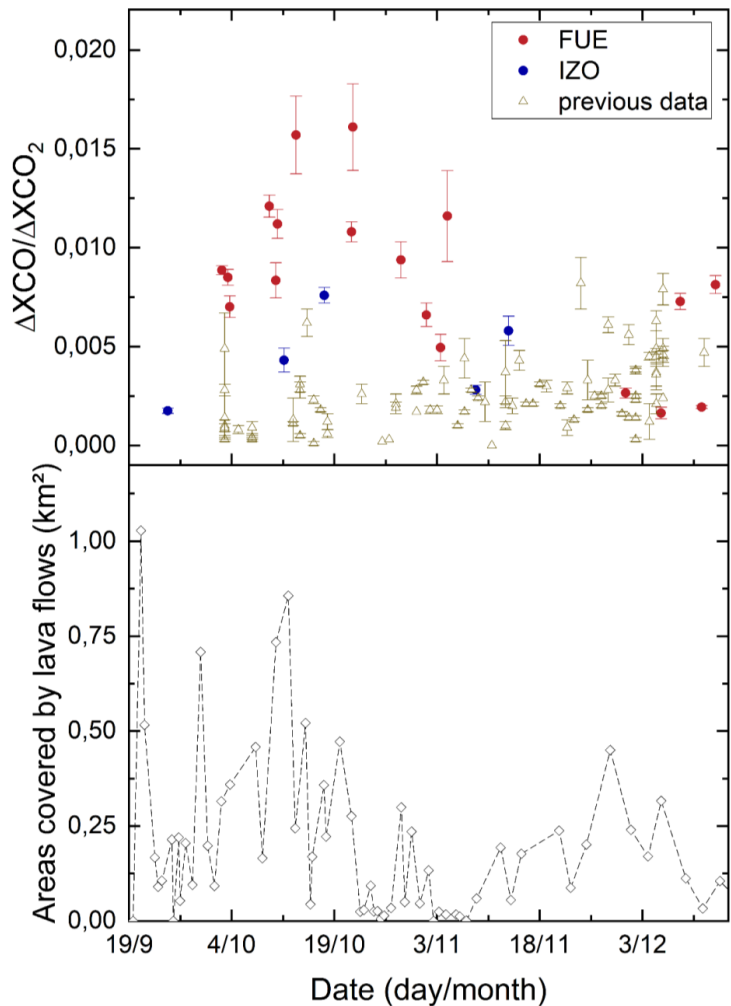 0,020
0,015
0,010
0,005
0,000
ΔXCO/ΔXCO₂
FUE
IZO
previous data
1,00
0,75
0,50
0,25
0,00
Areas covered by lava flows (km²)
19/9 4/10 19/10 3/11 18/11 3/12
Date (day/month)